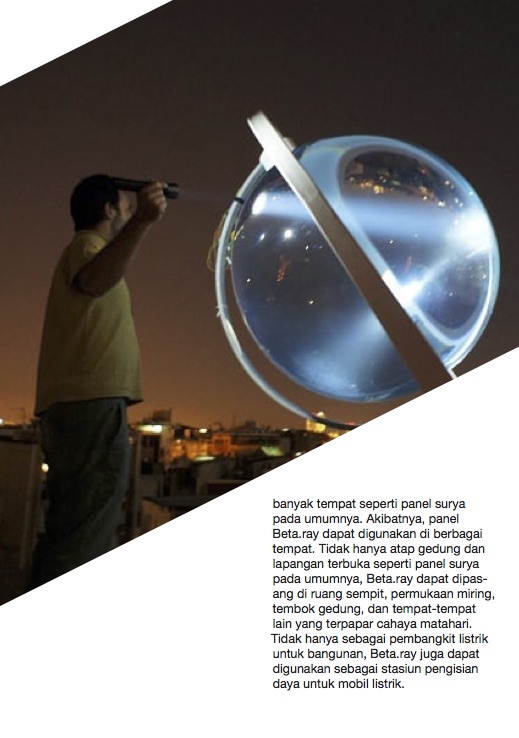 banyak tempat seperti panel surya
pada umumnya. Akibatnya, panel
Beta.ray dapat digunakan di berbagai
tempat. Tidak hanya atap gedung dan
lapangan terbuka seperti panel surya
pada umumnya, Beta.ray dapat dipas-
ang di ruang sempit, permukaan miring,
tembok gedung, dan tempat-tempat
lain yang terpapar cahaya matahari.
Tidak hanya sebagai pembangkit listrik
untuk bangunan, Beta.ray juga dapat
digunakan sebagai stasiun pengisian
daya untuk mobil listrik.